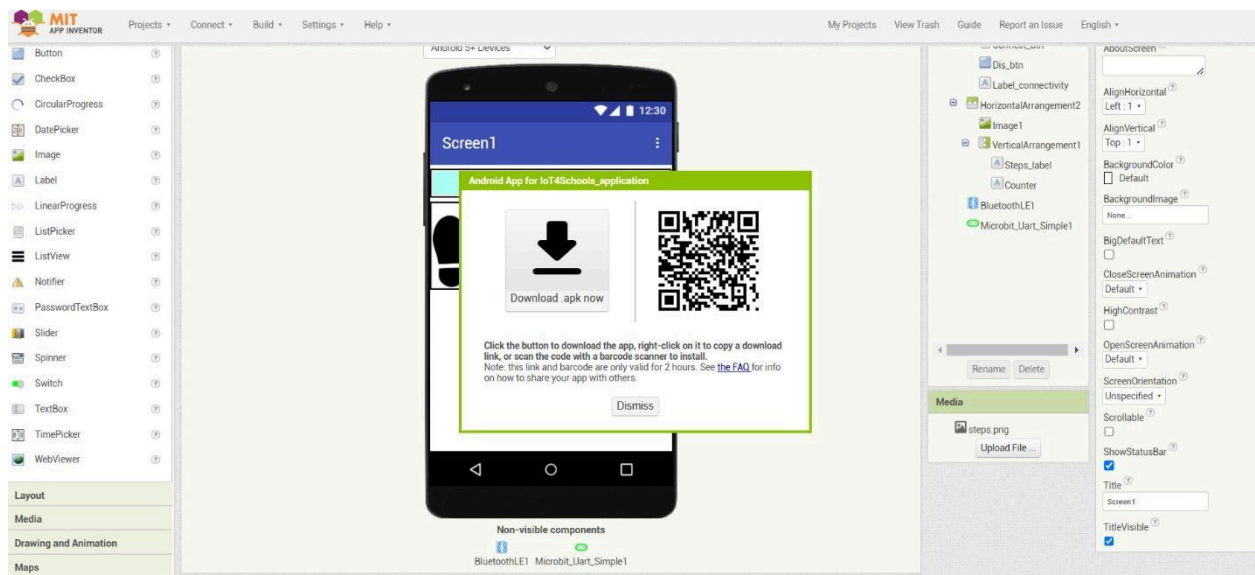 MIT
APP INVENTOR
Projects
Connect
Build
Settings
Help
My Projects
View Trash
Guide
Report an Issue
English
Button
CheckBox
CircularProgress
DatePicker
Image
Label
LinearProgress
ListPicker
ListView
Notifier
PasswordTextBox
Slider
Spinner
Switch
TextBox
TimePicker
WebViewer
Layout
Media
Drawing and Animation
Maps
Android 5+ Devices
12:30
Screen1
Android App for IoT4Schools_application
Download .apk now
Click the button to download the app, right-click on it to copy a download
link, or scan the code with a barcode scanner to install.
Note: this link and barcode are only valid for 2 hours. See the FAQ for info
on how to share your app with others.
Dismiss
Non-visible components
BluetoothLE1
Microbit_Uart_Simple1
Dis_btn
Label_connectivity
HorizontalArrangement2
Image1
VerticalArrangement1
Steps_label
Counter
BluetoothLE1
Microbit_Uart_Simple1
Rename
Delete
Media
steps.png
Upload File ...
AboutScreen
AlignHorizontal
Left : 1
AlignVertical
Top : 1
BackgroundColor
Default
BackgroundImage
None...
BigDefaultText
CloseScreenAnimation
Default
HighContrast
OpenScreenAnimation
Default
ScreenOrientation
Unspecified
Scrollable
ShowStatusBar
Title
Screen1
TitleVisible